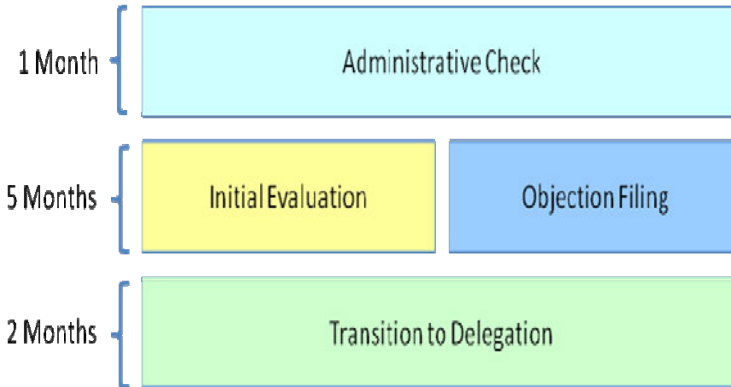 1 Month
Administrative Check
5 Months
Initial Evaluation
Objection Filing
2 Months
Transition to Delegation